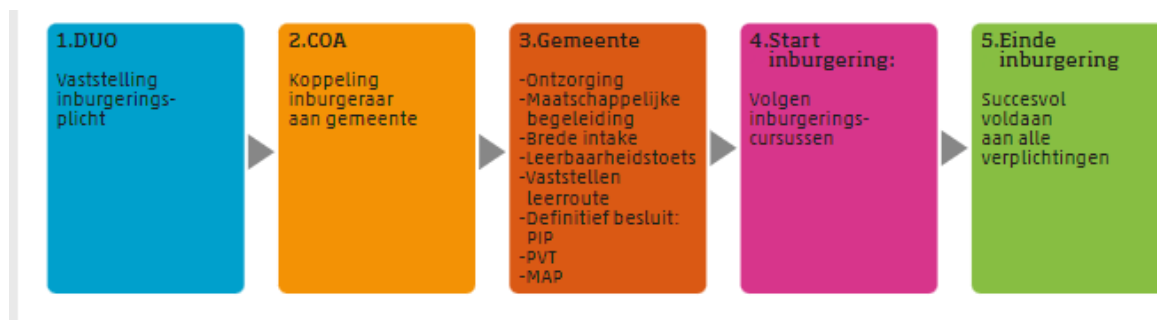 1.DUO
Vaststelling
inburgerings-
plicht
2.COA
Koppeling
inburgeraar
aan gemeente
3.Gemeente
-Ontzorging
-Maatschappelijke
begeleiding
-Brede intake
-Leerbaarheidstoets
-Vaststellen
leerroute
-Definitief besluit:
PIP
-PVT
-MAP
4.Start
inburgering:
Volgen
inburgerings-
cursussen
5.Einde
inburgering
Succesvol
voldaan
aan alle
verplichtingen